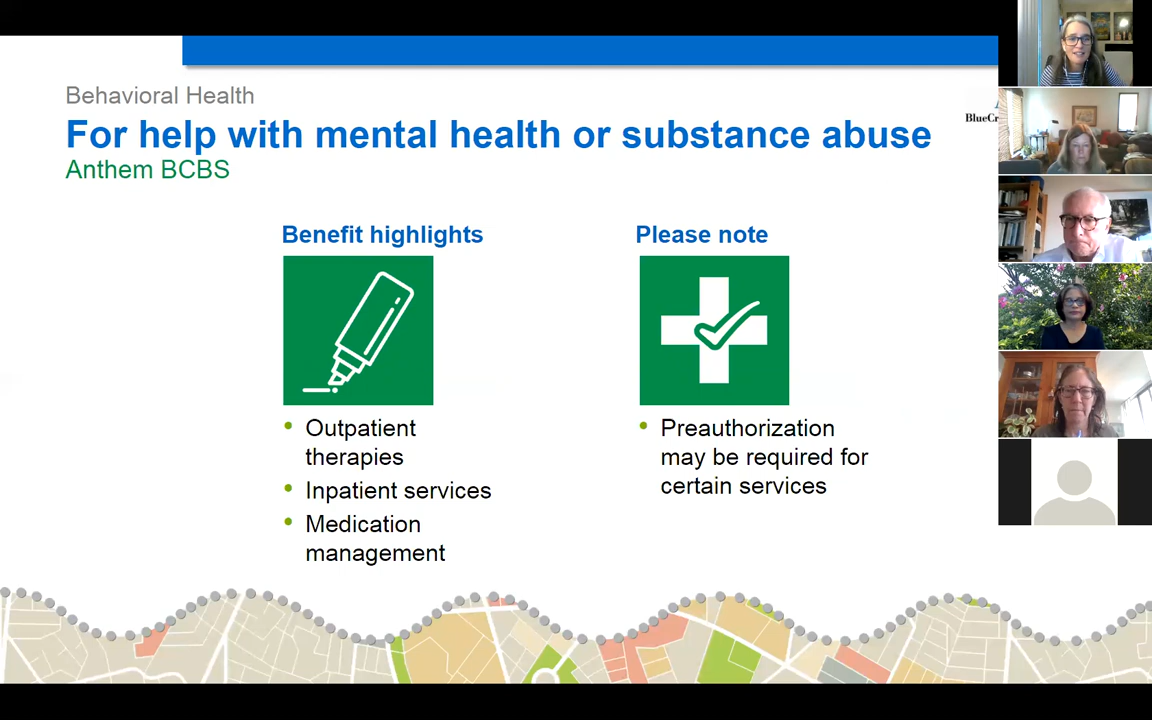 Behavioral Health
For help with mental health or substance abuse
Anthem BCBS
BlueCr
Benefit highlights
Please note
Outpatient
therapies
Inpatient services
Medication
management
Preauthorization
may be required for
certain services